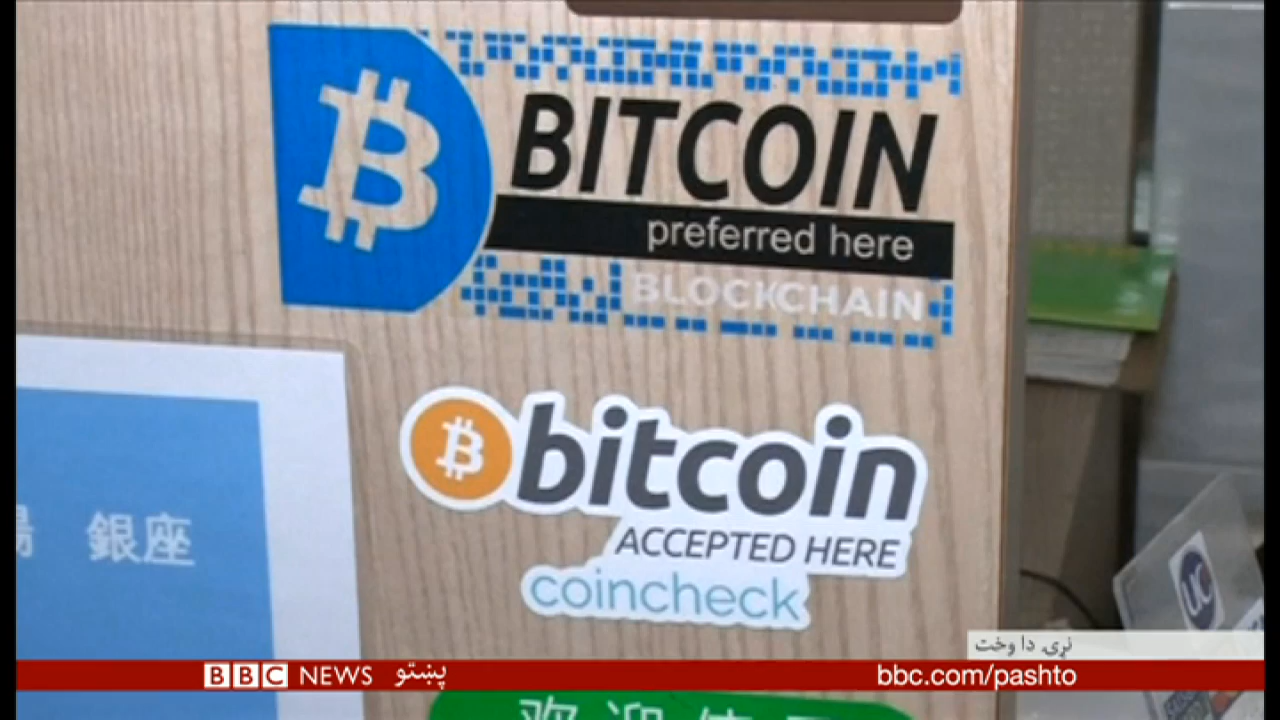 BITCOIN
preferred here
BLOCKCHAIN
bitcoin
ACCEPTED HERE
coincheck
銀座
UC
نړۍ دا وخت
BBC NEWS پښتو
bbc.com/pashto